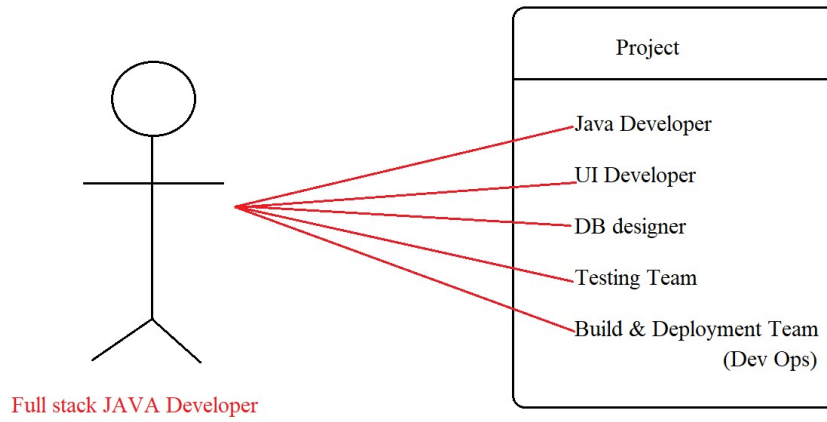 Project
Java Developer
UI Developer
DB designer
Testing Team
Build & Deployment Team
(Dev Ops)
Full stack JAVA Developer